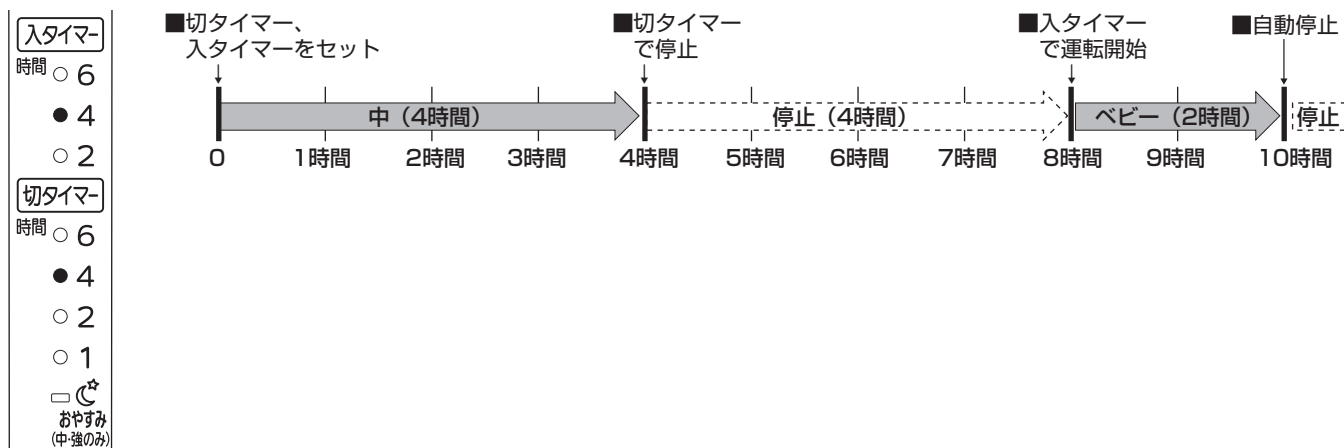 入タイマー
時間 ○ 6
● 4
○ 2
切タイマー
時間 ○ 6
● 4
○ 2
○ 1
おやすみ
(中・強のみ)
■切タイマー、
入タイマーをセット
■切タイマー
で停止
■入タイマー
で運転開始
■自動停止
中（4時間）
停止（4時間）
ベビー（2時間）
停止
0 1時間 2時間 3時間 4時間 5時間 6時間 7時間 8時間 9時間 10時間